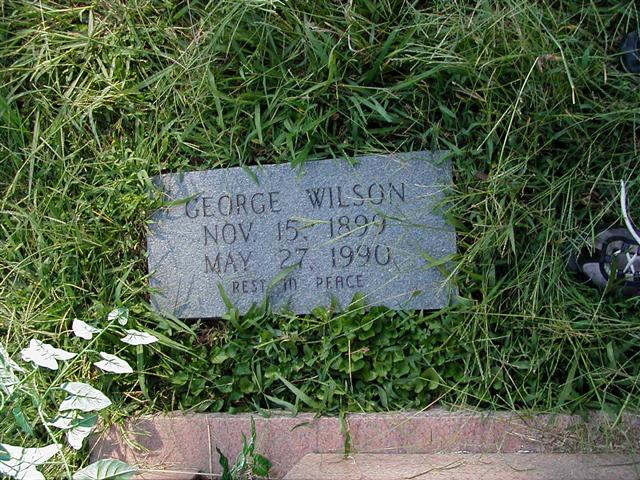 GEORGE WILSON
NOV. 15, 1899
MAY 27, 1990
REST IN PEACE